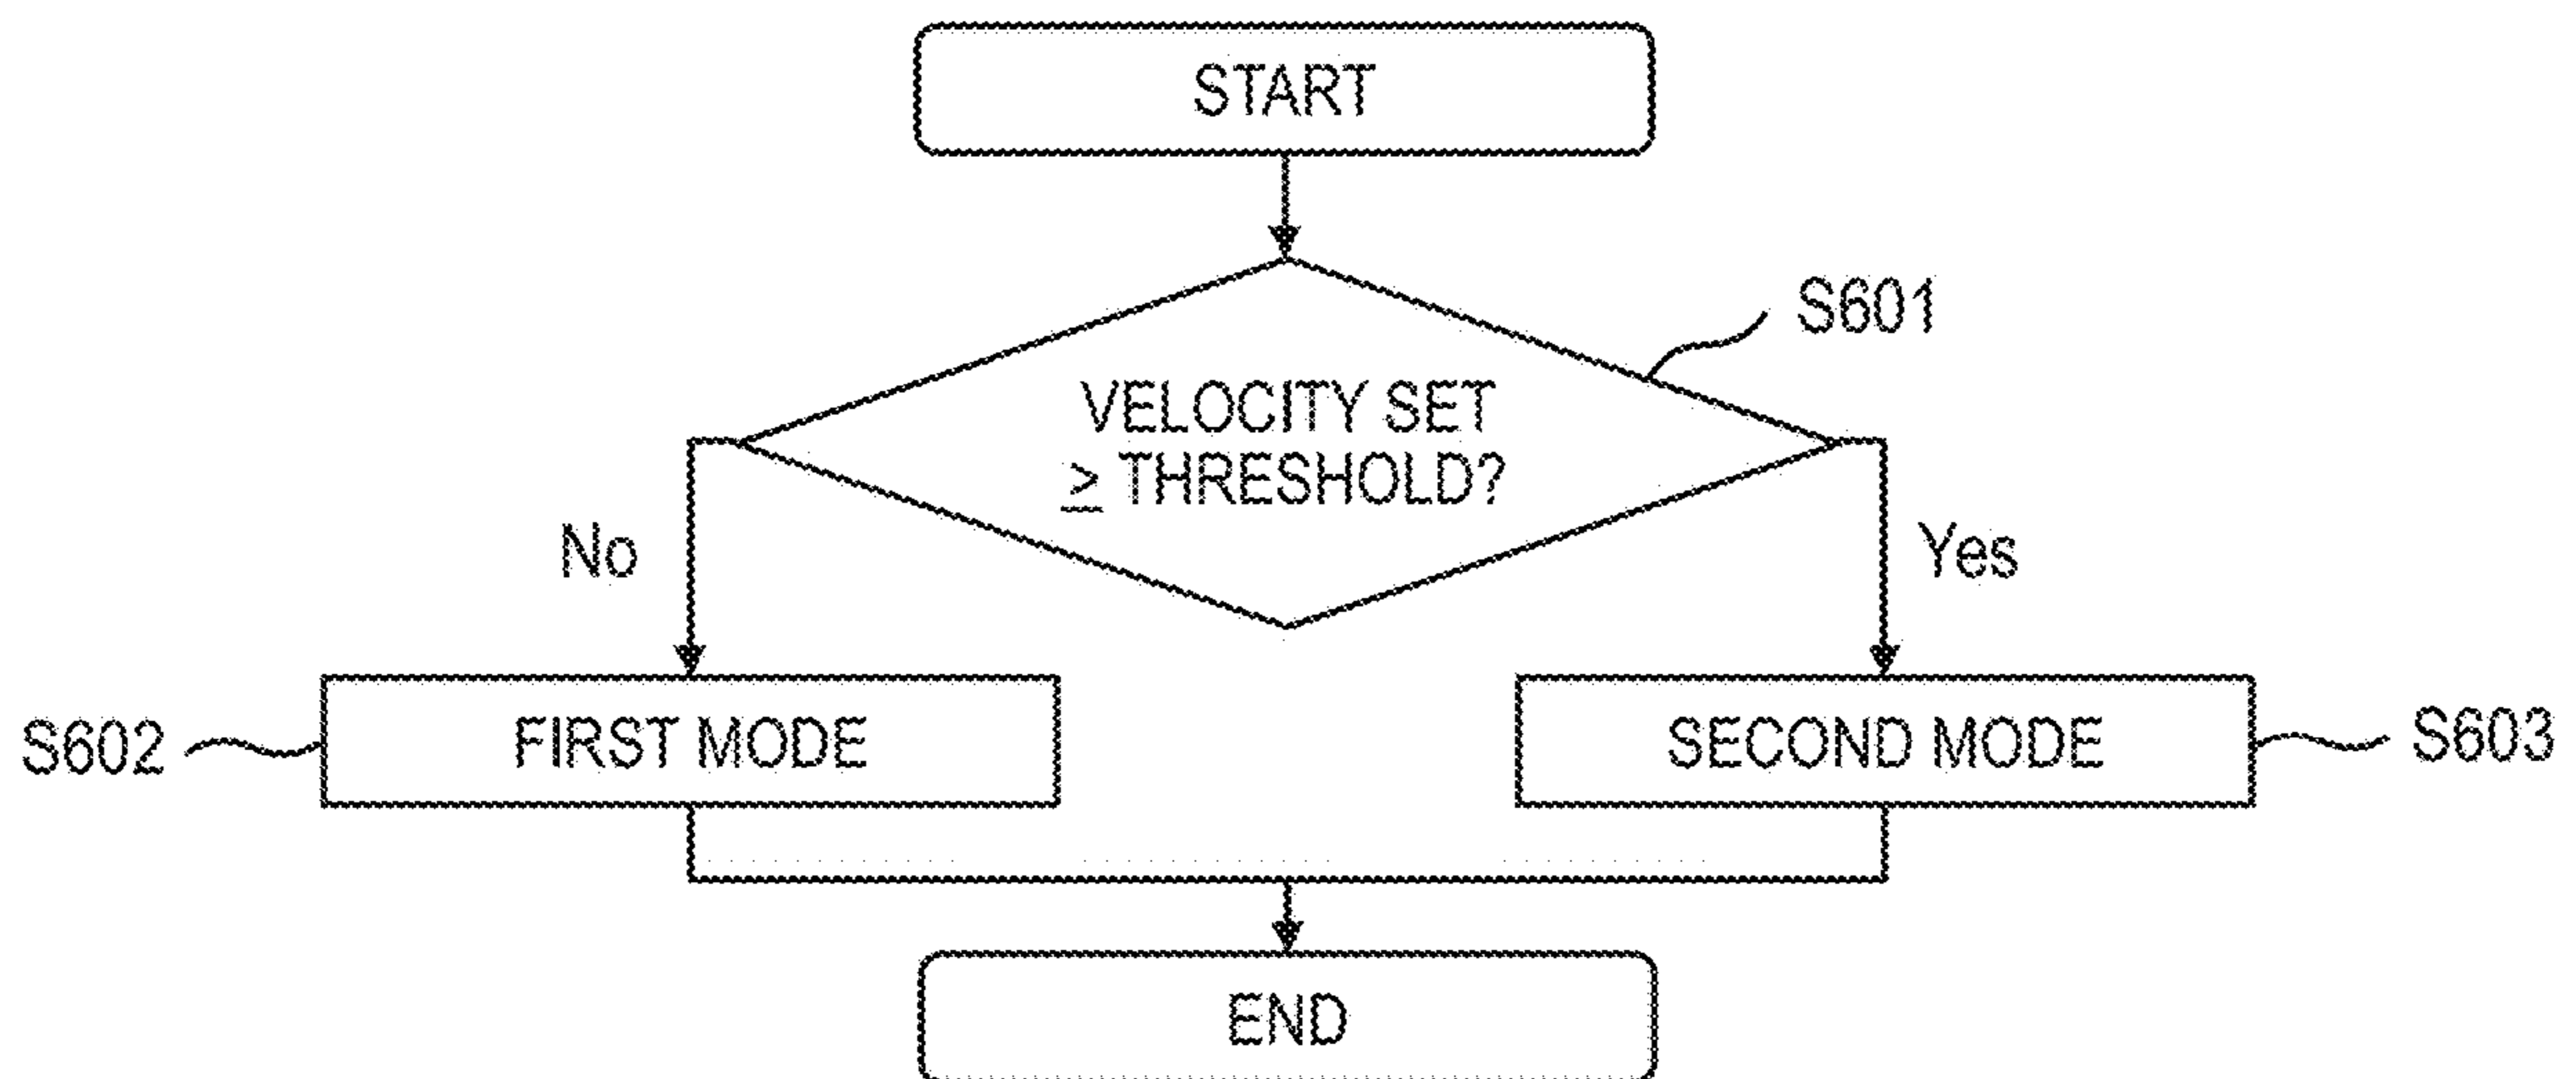 START
S601
VELOCITY SET
≥ THRESHOLD?
No
Yes
S602
FIRST MODE
SECOND MODE
S603
END